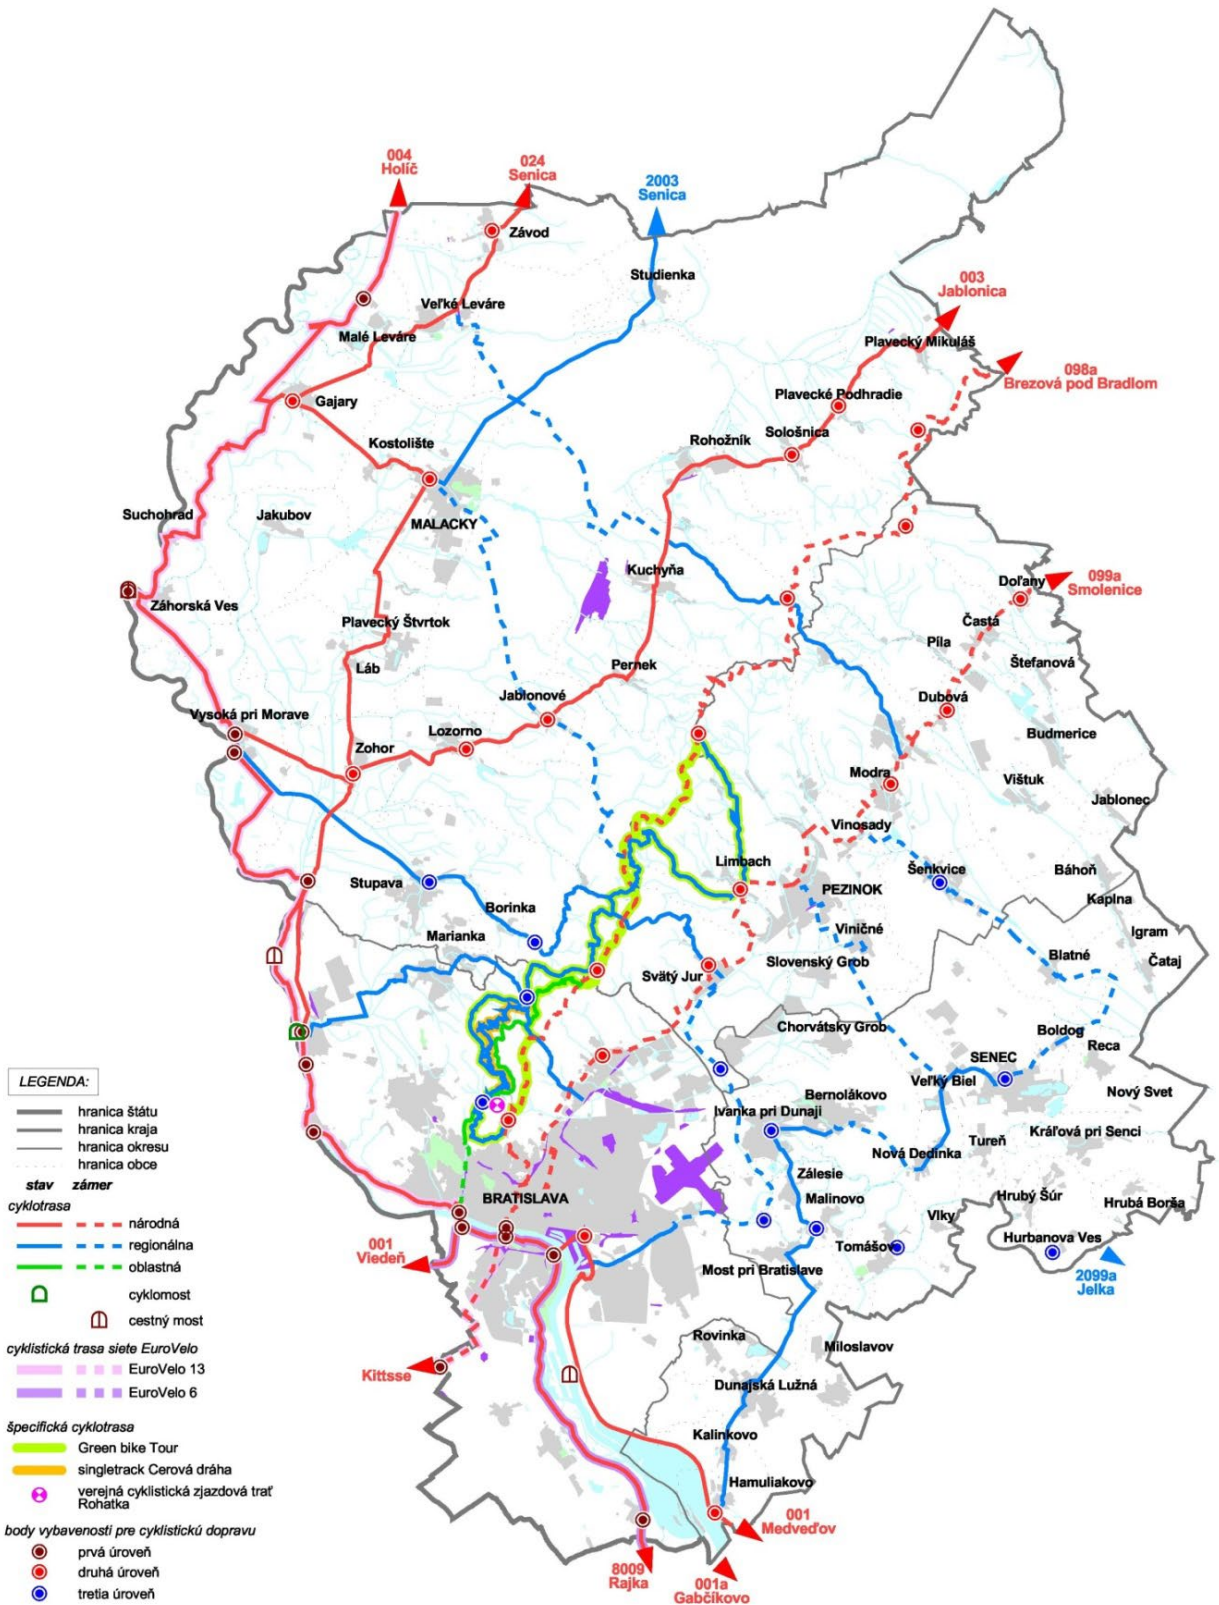 004
Holíč
024
Senica
2003
Senica
Závod
Studienka
003
Jablonica
Veľké Leváre
Malé Leváre
Plavecký Mikuláš
098a
Brezová pod Bradlom
Plavecké Podhradie
Gajary
Sološnica
Rohožník
Kostolište
Suchohrad
Jakubov
MALACKY
Kuchyňa
Doľany
099a
Smolenice
Záhorská Ves
Častá
Plavecký Štvrtok
Píla
Štefanová
Láb
Pernek
Jablonové
Dubová
Vysoká pri Morave
Lozorno
Budmerice
Zohor
Modra
Vištuk
Jablonec
Vinosady
Limbach
Šenkvice
Báhoň
Stupava
PEZINOK
Kaplna
Borinka
Viničné
Igram
Marianka
Blatné
Slovenský Grob
Čataj
Svätý Jur
Chorvátsky Grob
Boldog
Reca
SENEC
Veľký Biel
Nový Svet
Bernolákovo
Ivanka pri Dunaji
Kráľová pri Senci
Tureň
Nová Dedinka
Zálesie
Malinovo
Hrubý Šúr
Hrubá Borša
BRATISLAVA
Vlky
Hurbanova Ves
Tomášov
001
Viedeň
Most pri Bratislave
2099a
Jelka
Rovinka
Miloslavov
Kittsse
Dunajská Lužná
Kalinkovo
Hamuliakovo
001
Medveďov
8009
Rajka
001a
Gabčíkovo
LEGENDA:
hranica štátu
hranica kraja
hranica okresu
hranica obce
stav zámer
cyklotrasa
národná
regionálna
oblastná
cyklomost
cestný most
cyklistická trasa siete EuroVelo
EuroVelo 13
EuroVelo 6
špecifická cyklotrasa
Green bike Tour
singletrack Cerová dráha
verejná cyklistická zjazdová trať
Rohatka
body vybavenosti pre cyklistickú dopravu
prvá úroveň
druhá úroveň
tretia úroveň